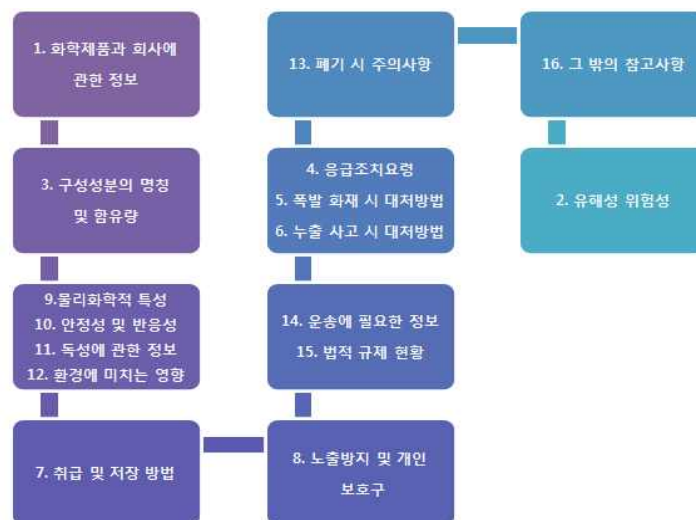 1. 화학제품과 회사에
관한 정보
3. 구성성분의 명칭
및 함유량
9.물리화학적 특성
10. 안정성 및 반응성
11. 독성에 관한 정보
12. 환경에 미치는 영향
7. 취급 및 저장 방법
8. 노출방지 및 개인
보호구
14. 운송에 필요한 정보
15. 법적 규제 현황
4. 응급조치요령
5. 폭발 화재 시 대처방법
6. 누출 사고 시 대처방법
13. 폐기 시 주의사항
16. 그 밖의 참고사항
2. 유해성 위험성